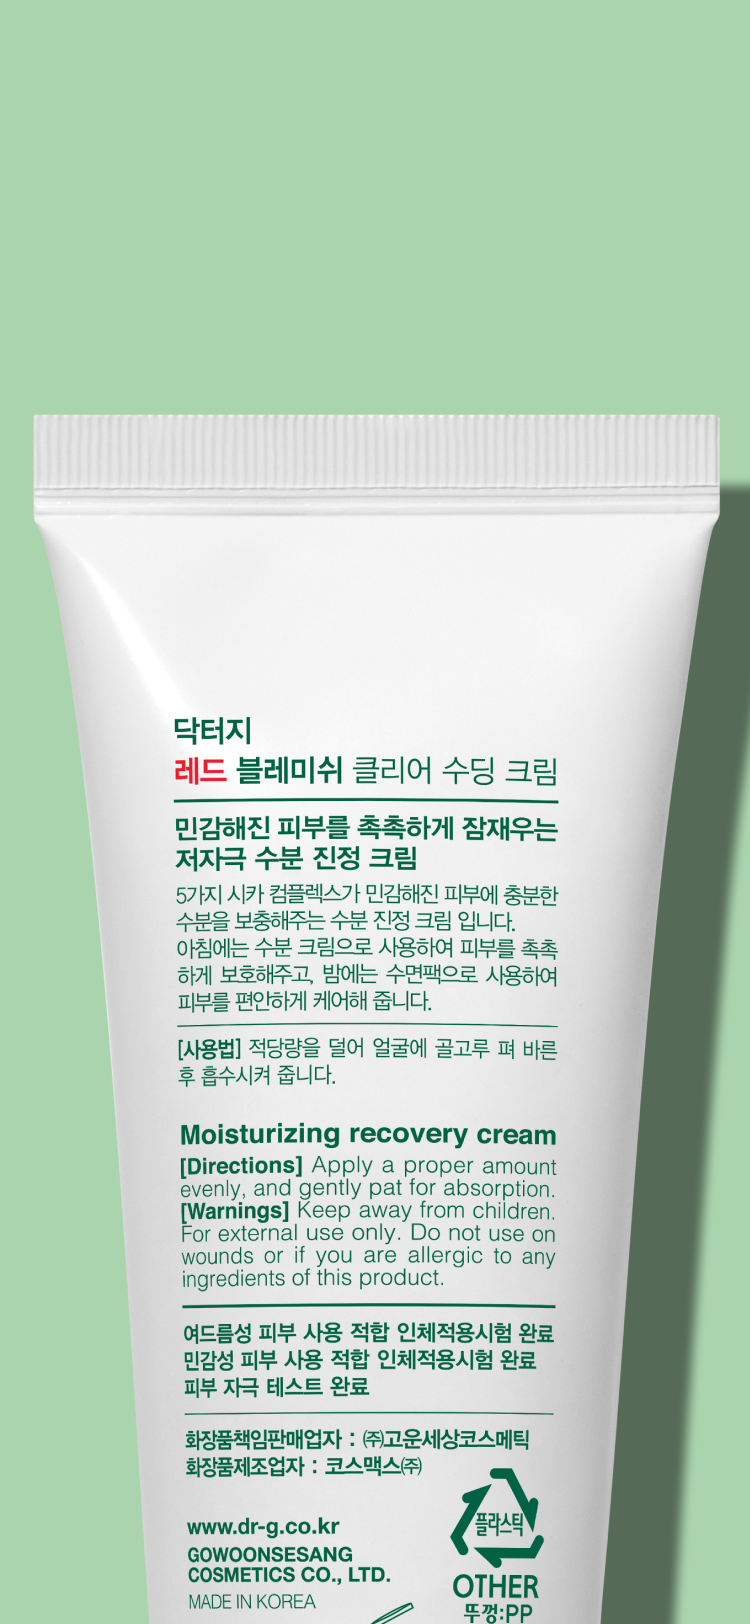 닥터지
레드 블레미쉬 클리어 수딩 크림
민감해진 피부를 촉촉하게 잠재우는
저자극 수분 진정 크림
5가지 시카 컴플렉스가 민감해진 피부에 충분한
수분을 보충해주는 수분 진정 크림 입니다.
아침에는 수분 크림으로 사용하여 피부를 촉촉
하게 보호해주고, 밤에는 수면팩으로 사용하여
피부를 편안하게 케어해 줍니다.
[사용법] 적당량을 덜어 얼굴에 골고루 펴 바른
후 흡수시켜 줍니다.
Moisturizing recovery cream
[Directions] Apply a proper amount
evenly, and gently pat for absorption.
[Warnings] Keep away from children.
For external use only. Do not use on
wounds or if you are allergic to any
ingredients of this product.
여드름성 피부 사용 적합 인체적용시험 완료
민감성 피부 사용 적합 인체적용시험 완료
피부 자극 테스트 완료
화장품책임판매업자 : ㈜고운세상코스메틱
화장품제조업자 : 코스맥스㈜
www.dr-g.co.kr
GOWOONSESANG
COSMETICS CO., LTD.
MADE IN KOREA
플라스틱
OTHER
뚜껑:PP